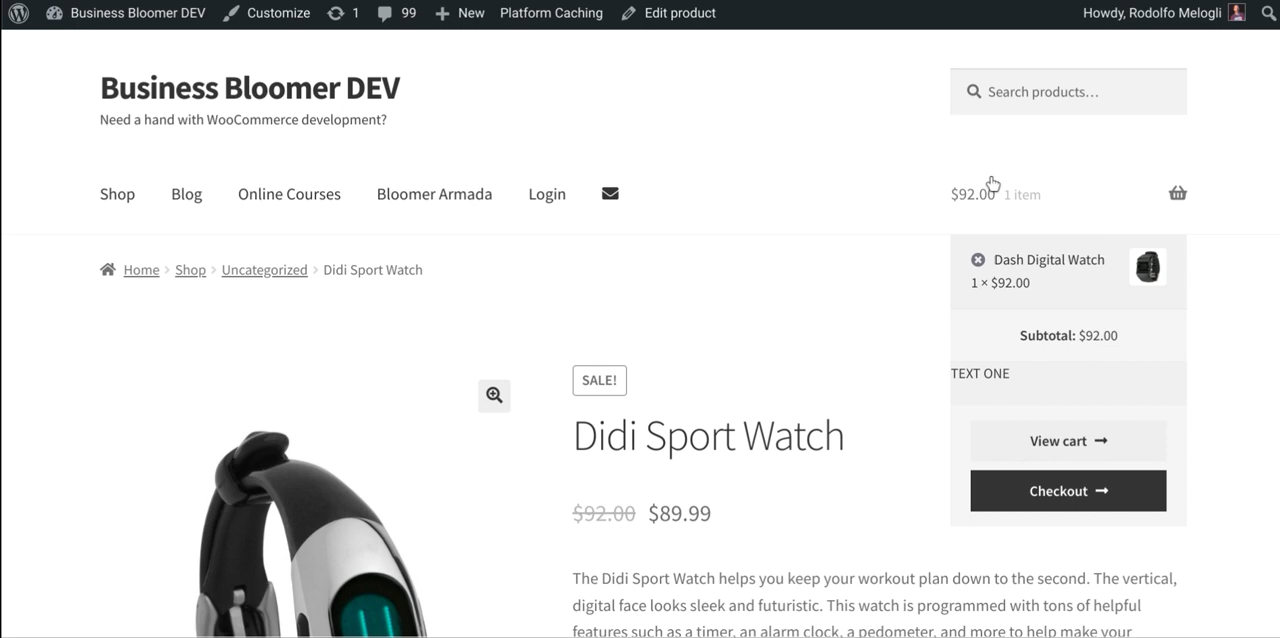 Business Bloomer DEV Customize 1 99 New Platform Caching Edit product Howdy, Rodolfo Melogli
Business Bloomer DEV
Need a hand with WooCommerce development?
Search products…
Shop Blog Online Courses Bloomer Armada Login
$92.00 1 item
Home Shop Uncategorized Didi Sport Watch
Dash Digital Watch
1 × $92.00
Subtotal: $92.00
TEXT ONE
View cart
Checkout
SALE!
Didi Sport Watch
$92.00 $89.99
The Didi Sport Watch helps you keep your workout plan down to the second. The vertical,
digital face looks sleek and futuristic. This watch is programmed with tons of helpful
features such as a timer, an alarm clock, a pedometer, and more to help make your